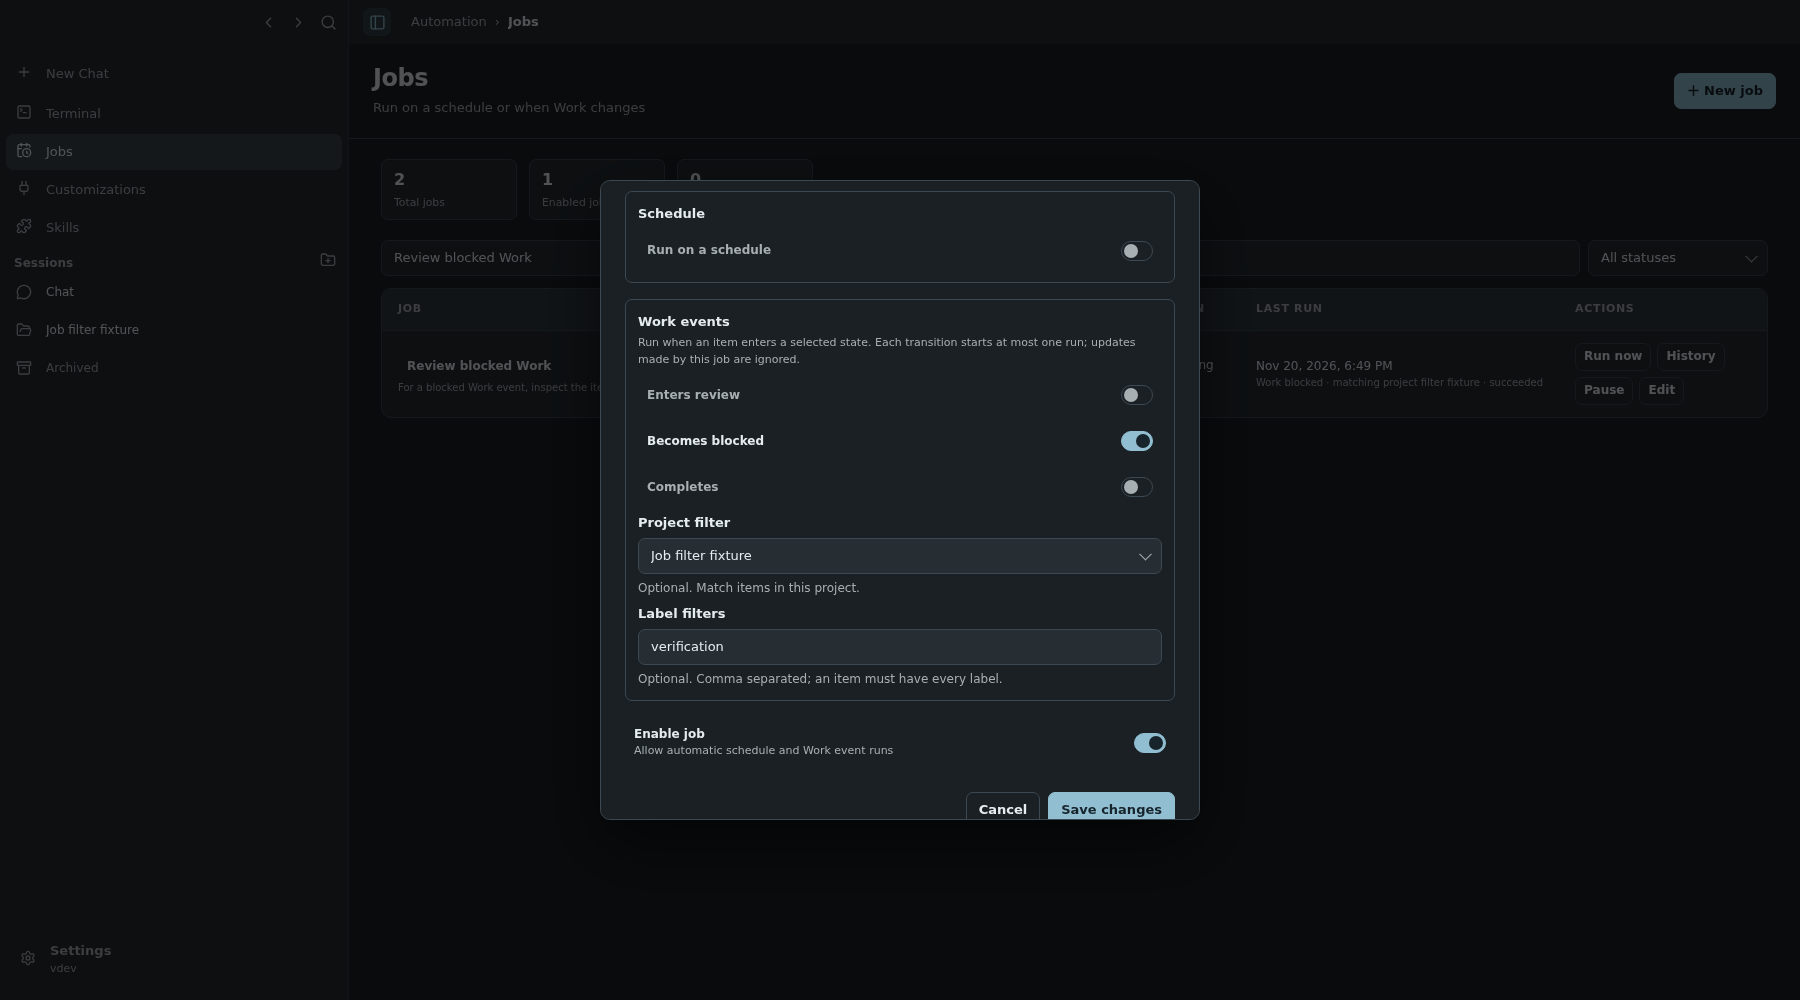 Automation › Jobs
New Chat
Terminal
Jobs
Customizations
Skills
Sessions
Chat
Job filter fixture
Archived
Settings
vdev
Jobs
Run on a schedule or when Work changes
+ New job
2
Total jobs
1
Enabled jo
0
Review blocked Work
All statuses
JOB
LAST RUN
ACTIONS
Review blocked Work
For a blocked Work event, inspect the ite
ng
Nov 20, 2026, 6:49 PM
Work blocked · matching project filter fixture · succeeded
Run now
History
Pause
Edit
Schedule
Run on a schedule
Work events
Run when an item enters a selected state. Each transition starts at most one run; updates
made by this job are ignored.
Enters review
Becomes blocked
Completes
Project filter
Job filter fixture
Optional. Match items in this project.
Label filters
verification
Optional. Comma separated; an item must have every label.
Enable job
Allow automatic schedule and Work event runs
Cancel
Save changes